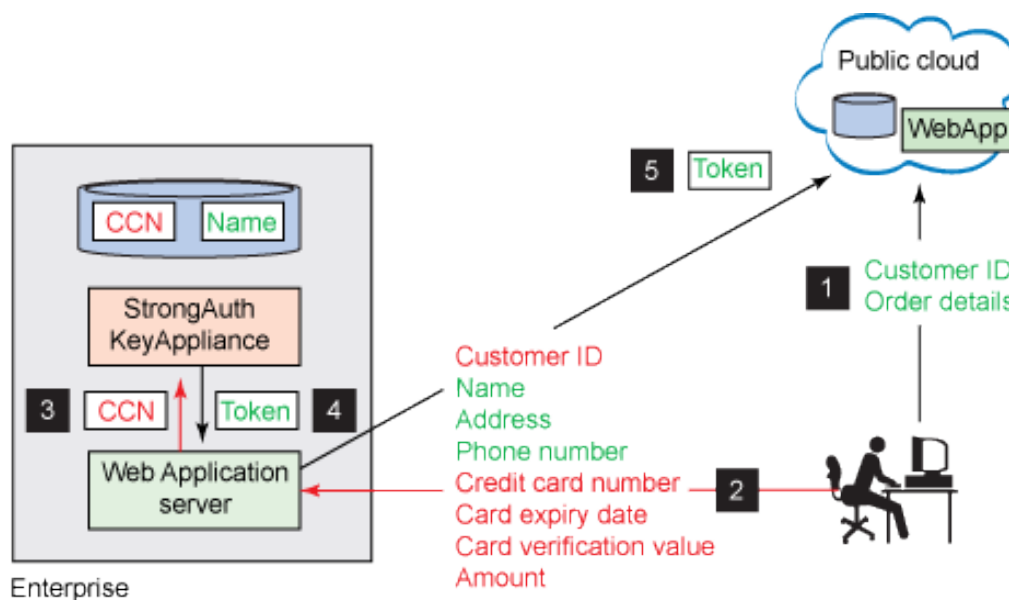 Public cloud
WebApp
5
Token
CCN
Name
1
Customer ID
Order details
StrongAuth
KeyAppliance
3
CCN
Token
4
Web Application
server
Customer ID
Name
Address
Phone number
Credit card number
Card expiry date
Card verification value
Amount
2
Enterprise